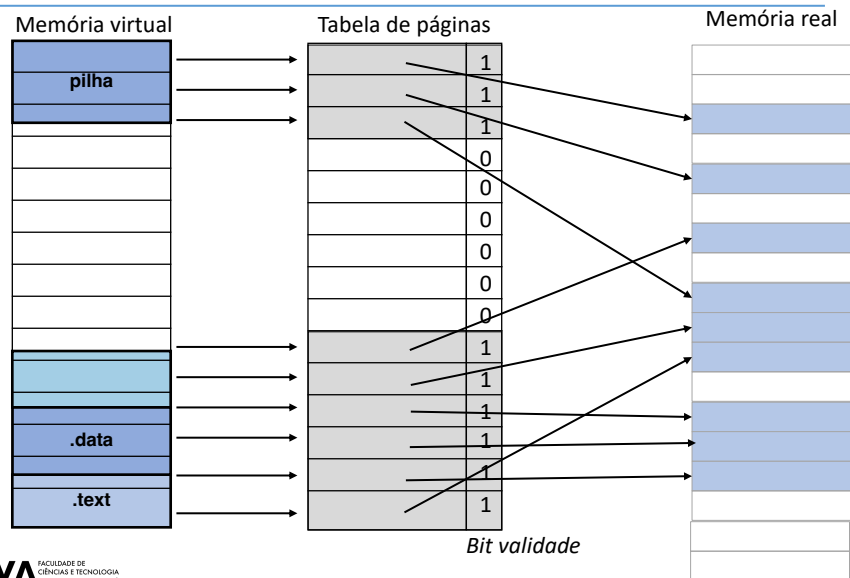 Memória virtual
Tabela de páginas
Memória real
pilha
1
1
1
0
0
0
0
0
0
1
1
1
1
1
1
.data
.text
Bit validade
FACULDADE DE
CIÊNCIAS E TECNOLOGIA